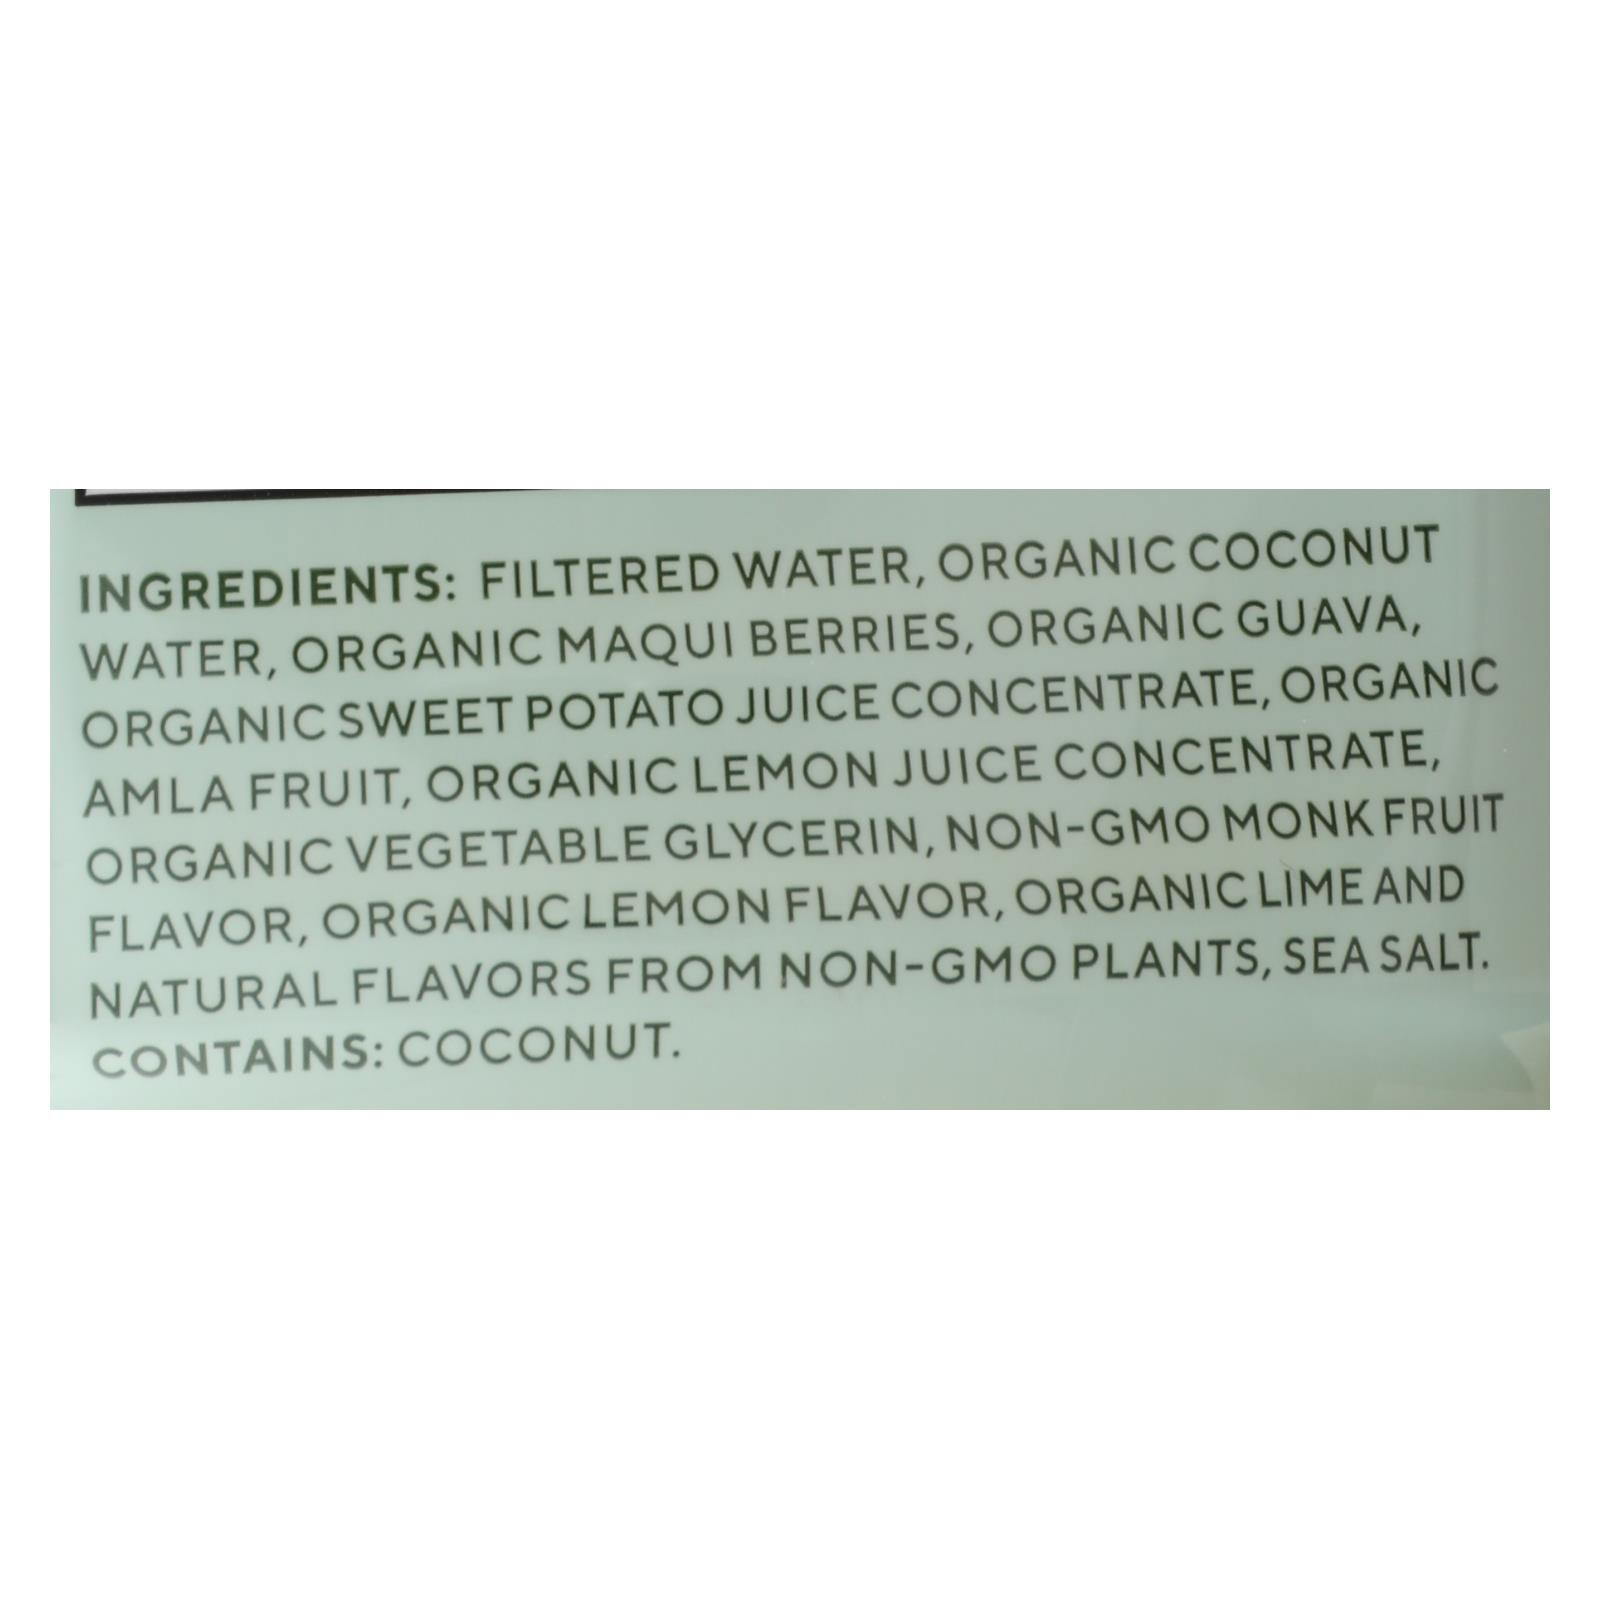 INGREDIENTS: FILTERED WATER, ORGANIC COCONUT
WATER, ORGANIC MAQUI BERRIES, ORGANIC GUAVA,
ORGANIC SWEET POTATO JUICE CONCENTRATE, ORGANIC
AMLA FRUIT, ORGANIC LEMON JUICE CONCENTRATE,
ORGANIC VEGETABLE GLYCERIN, NON-GMO MONK FRUIT
FLAVOR, ORGANIC LEMON FLAVOR, ORGANIC LIME AND
NATURAL FLAVORS FROM NON-GMO PLANTS, SEA SALT.
CONTAINS: COCONUT.